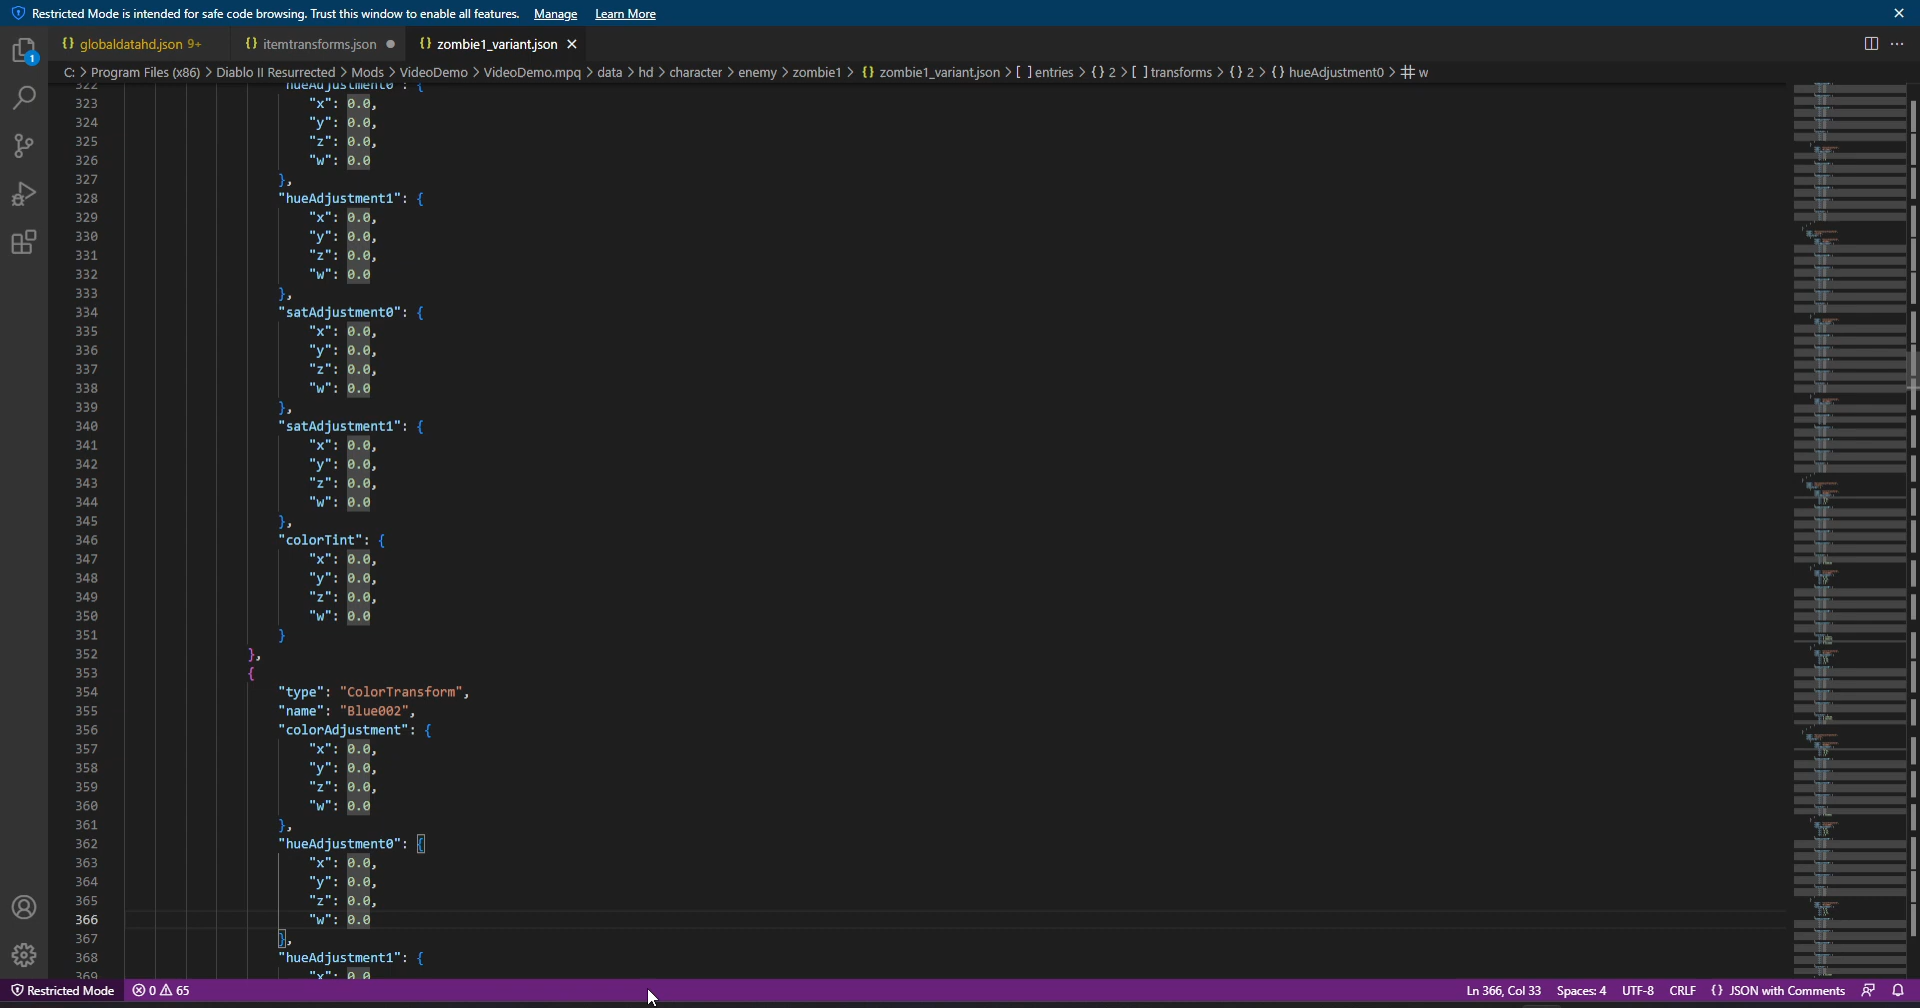 Restricted Mode is intended for safe code browsing. Trust this window to enable all features. Manage Learn More
1
{} globaldatahd.json 9+ {} itemtransforms.json ● {} zombie1_variant.json ×
C: > Program Files (x86) > Diablo II Resurrected > Mods > VideoDemo > VideoDemo.mpq > data > hd > character > enemy > zombie1 > {} zombie1_variant.json > [ ] entries > {} 2 > [ ] transforms > {} 2 > {} hueAdjustment0 > # w
322 "hueAdjustment0": {
323 "x": 0.0,
324 "y": 0.0,
325 "z": 0.0,
326 "w": 0.0
327 },
328 "hueAdjustment1": {
329 "x": 0.0,
330 "y": 0.0,
331 "z": 0.0,
332 "w": 0.0
333 },
334 "satAdjustment0": {
335 "x": 0.0,
336 "y": 0.0,
337 "z": 0.0,
338 "w": 0.0
339 },
340 "satAdjustment1": {
341 "x": 0.0,
342 "y": 0.0,
343 "z": 0.0,
344 "w": 0.0
345 },
346 "colorTint": {
347 "x": 0.0,
348 "y": 0.0,
349 "z": 0.0,
350 "w": 0.0
351 }
352 },
353 {
354 "type": "ColorTransform",
355 "name": "Blue002",
356 "colorAdjustment": {
357 "x": 0.0,
358 "y": 0.0,
359 "z": 0.0,
360 "w": 0.0
361 },
362 "hueAdjustment0": {
363 "x": 0.0,
364 "y": 0.0,
365 "z": 0.0,
366 "w": 0.0
367 },
368 "hueAdjustment1": {
369 "x": 0.0
Restricted Mode 0 65 Ln 366, Col 33 Spaces: 4 UTF-8 CRLF {} JSON with Comments